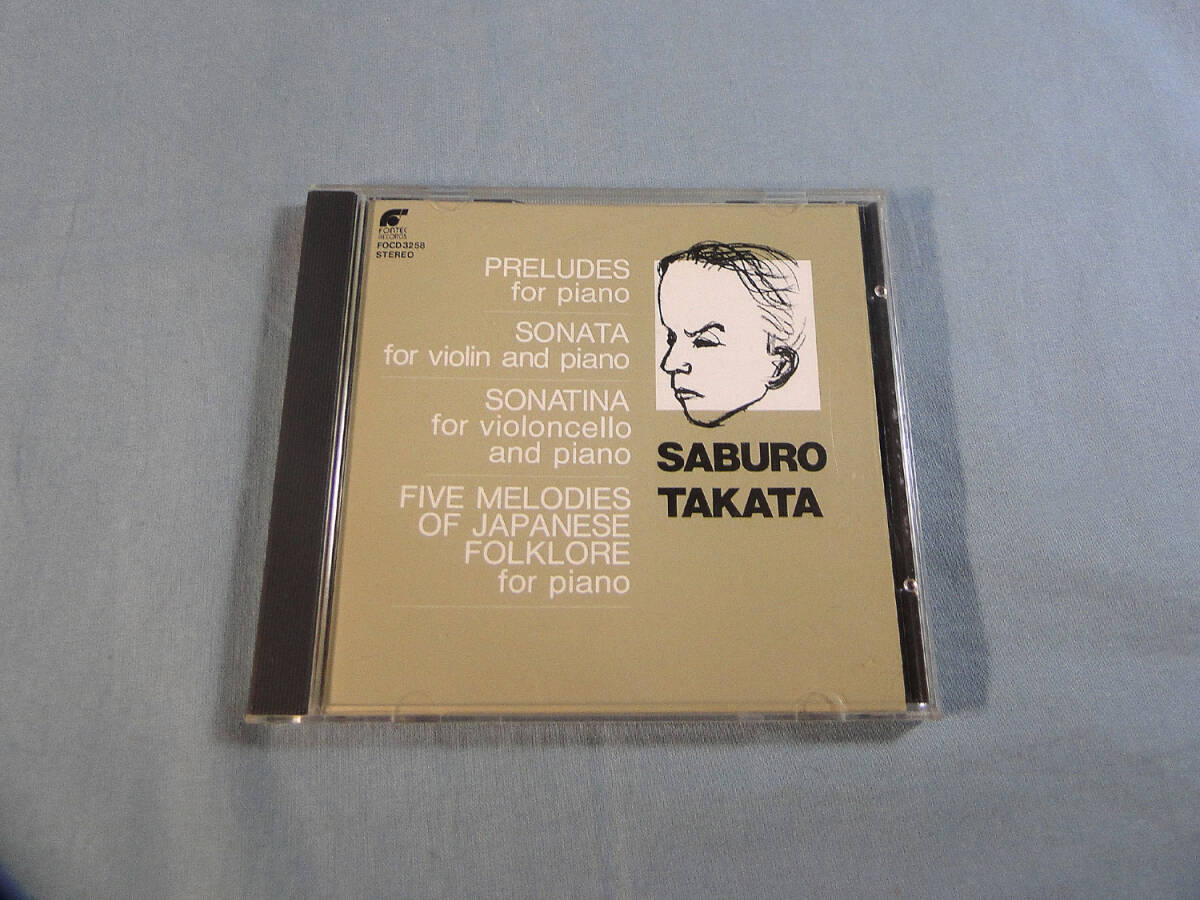 FONTEC
RECORDS
FOCD3258
STEREO
PRELUDES
for piano
SONATA
for violin and piano
SONATINA
for violoncello
and piano
FIVE MELODIES
OF JAPANESE
FOLKLORE
for piano
SABURO
TAKATA